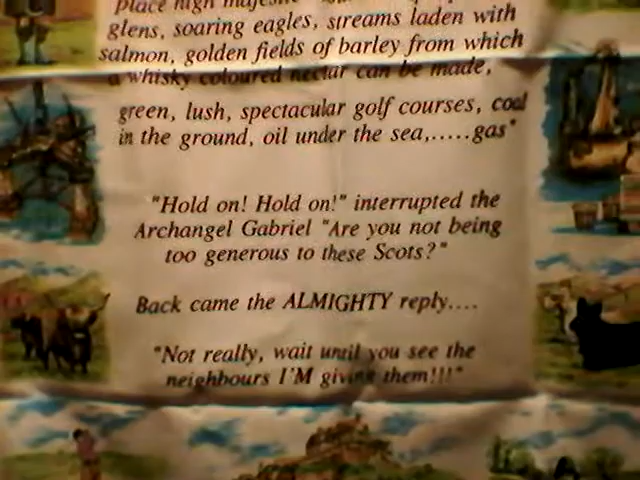 place high
glens, soaring eagles, streams laden with
salmon, golden fields of barley from which
a whisky coloured nectar can be made,
green, lush, spectacular golf courses, coal
in the ground, oil under the sea,.....gas"
"Hold on! Hold on!" interrupted the
Archangel Gabriel "Are you not being
too generous to these Scots?"
Back came the ALMIGHTY reply....
"Not really, wait until you see the
neighbours I'M giving them!!!"